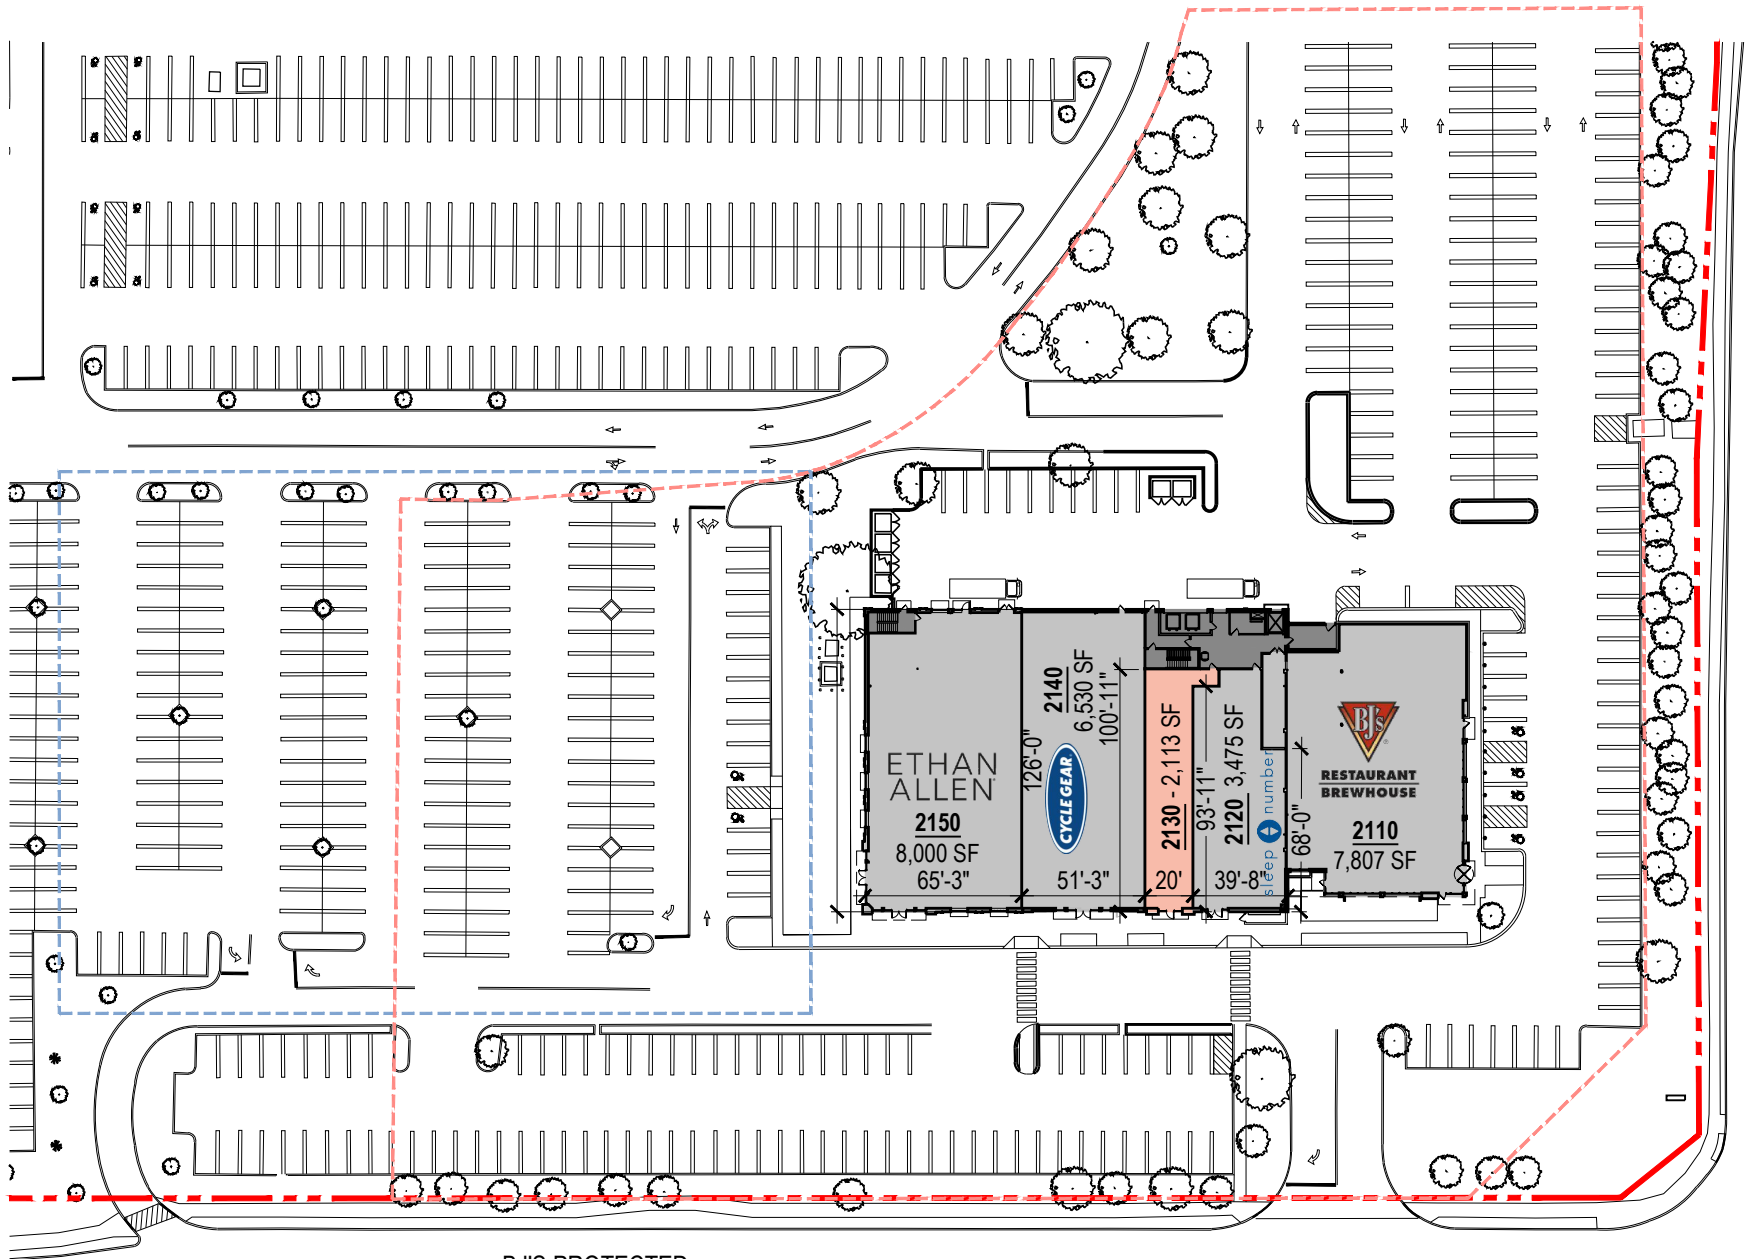 ETHAN
ALLEN
2150
8,000 SF
65'-3"
2140
6,530 SF
100'-11"
126'-0"
CYCLE GEAR
51'-3"
2130 - 2,113 SF
20'
93'-11"
2120 3,475 SF
39'-8"
sleep number
68'-0"
BJ's
RESTAURANT
BREWHOUSE
2110
7,807 SF
BJ'S PROTECTED